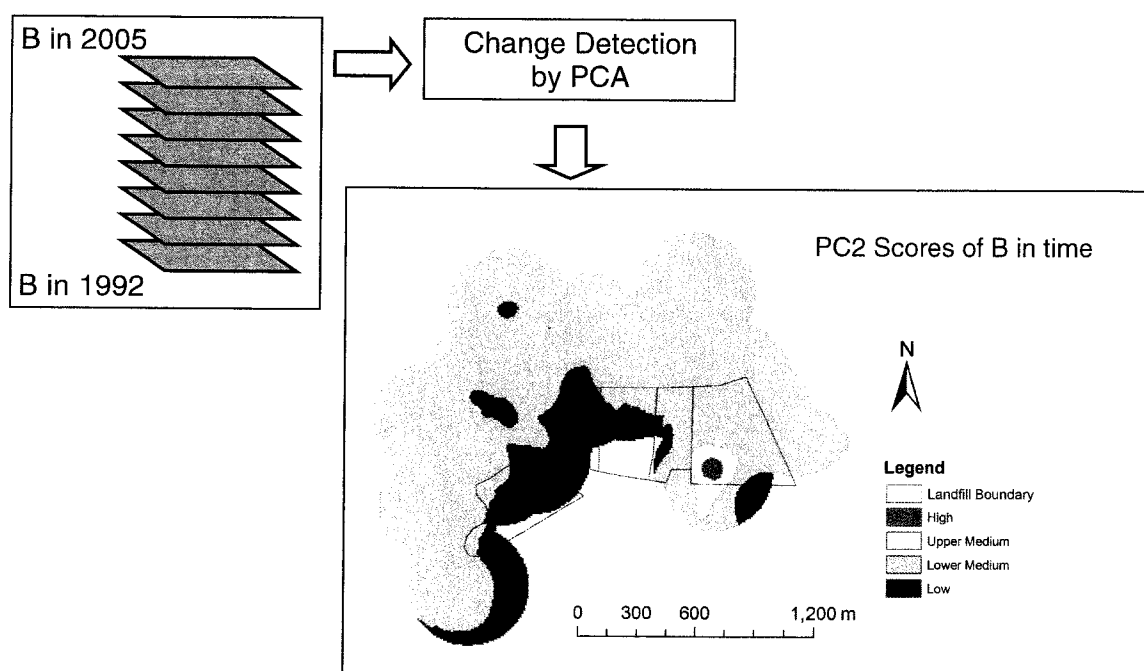 B in 2005
B in 1992
Change Detection
by PCA
PC2 Scores of B in time
N
Legend
Landfill Boundary
High
Upper Medium
Lower Medium
Low
0 300 600 1,200 m